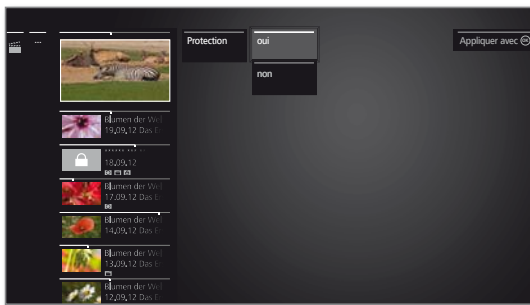 Protection
oui
non
Appliquer avec OK
Blumen der Wel
19.09.12 Das E
****** *** **
18.09.12
Blumen der Wel
17.09.12 Das E
Blumen der Wel
14.09.12 Das E
Blumen der Wel
13.09.12 Das E
Blumen der Wel
12.09.12 Das E